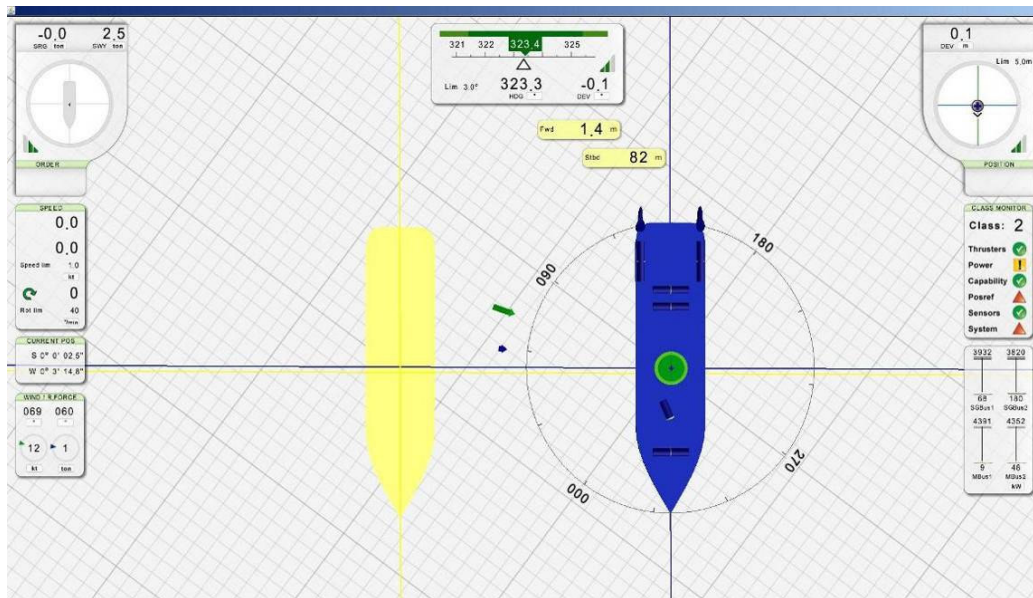 -0.0 2.5
SRG ton SWY ton
ORDER
SPEED
0.0
0.0
Speed lim 1.0
kt
0
Rot lim 40
°/min
CURRENT POS
S 0° 0' 02.5"
W 0° 3' 14.8"
069 060
° °
12 1
kt ton
321 322 323.4 325
Lim 3.0° 323.3 -0.1
HDG ° DEV °
Fwd 1.4 m
Stbd 82 m
180
090
270
000
0.1
DEV m
Lim 5.0m
POSITION
CLASS MONITOR
Class: 2
Thrusters
Power !
Capability
Posref
Sensors
System
3932 3820
68 180
SGBus1 SGBus2
4391 4352
9 46
MBus1 MBus2
kW